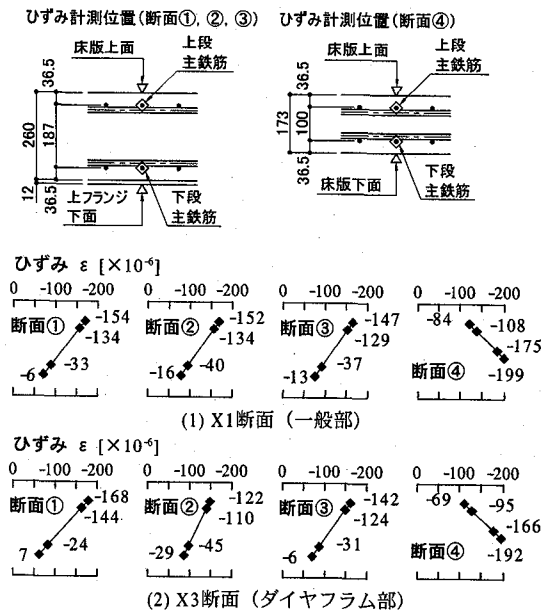 ひずみ計測位置(断面①, ②, ③)
床版上面
上段
主鉄筋
36.5
260
187
12
36.5
上フランジ
下面
下段
主鉄筋
ひずみ計測位置(断面④)
床版上面
上段
主鉄筋
36.5
173
100
36.5
床版下面
下段
主鉄筋
ひずみ ε [×10⁻⁶]
0 -100 -200
断面①
-154
-134
-33
-6
0 -100 -200
断面②
-152
-134
-40
-16
0 -100 -200
断面③
-147
-129
-37
-13
0 -100 -200
断面④
-84
-108
-175
-199
(1) X1断面 (一般部)
ひずみ ε [×10⁻⁶]
0 -100 -200
断面①
-168
-144
-24
7
0 -100 -200
断面②
-122
-110
-45
-29
0 -100 -200
断面③
-142
-124
-31
-6
0 -100 -200
断面④
-69
-95
-166
-192
(2) X3断面 (ダイヤフラム部)